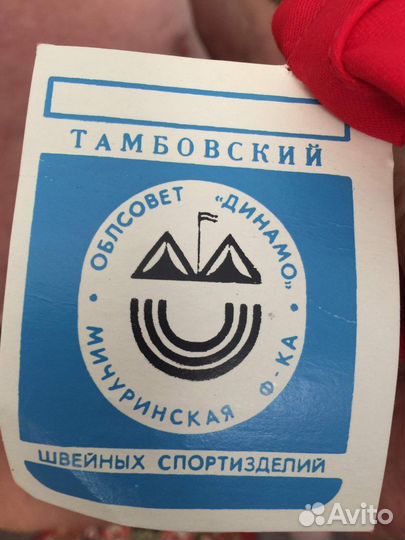 ТАМБОВСКИЙ
ОБЛСОВЕТ „ДИНАМО“
МИЧУРИНСКАЯ Ф-КА
ШВЕЙНЫХ СПОРТИЗДЕЛИЙ
Avito